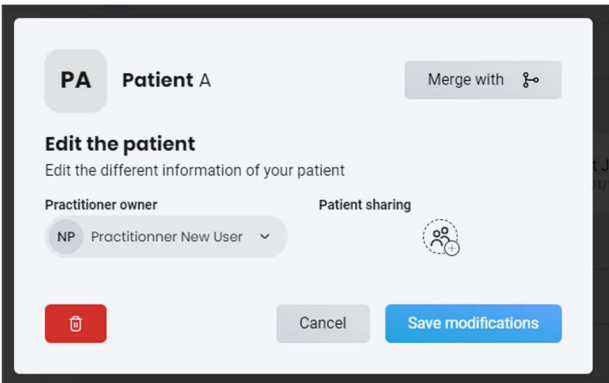 PA Patient A
Merge with
Edit the patient
Edit the different information of your patient
Practitioner owner
Patient sharing
NP Practitionner New User
Cancel
Save modifications